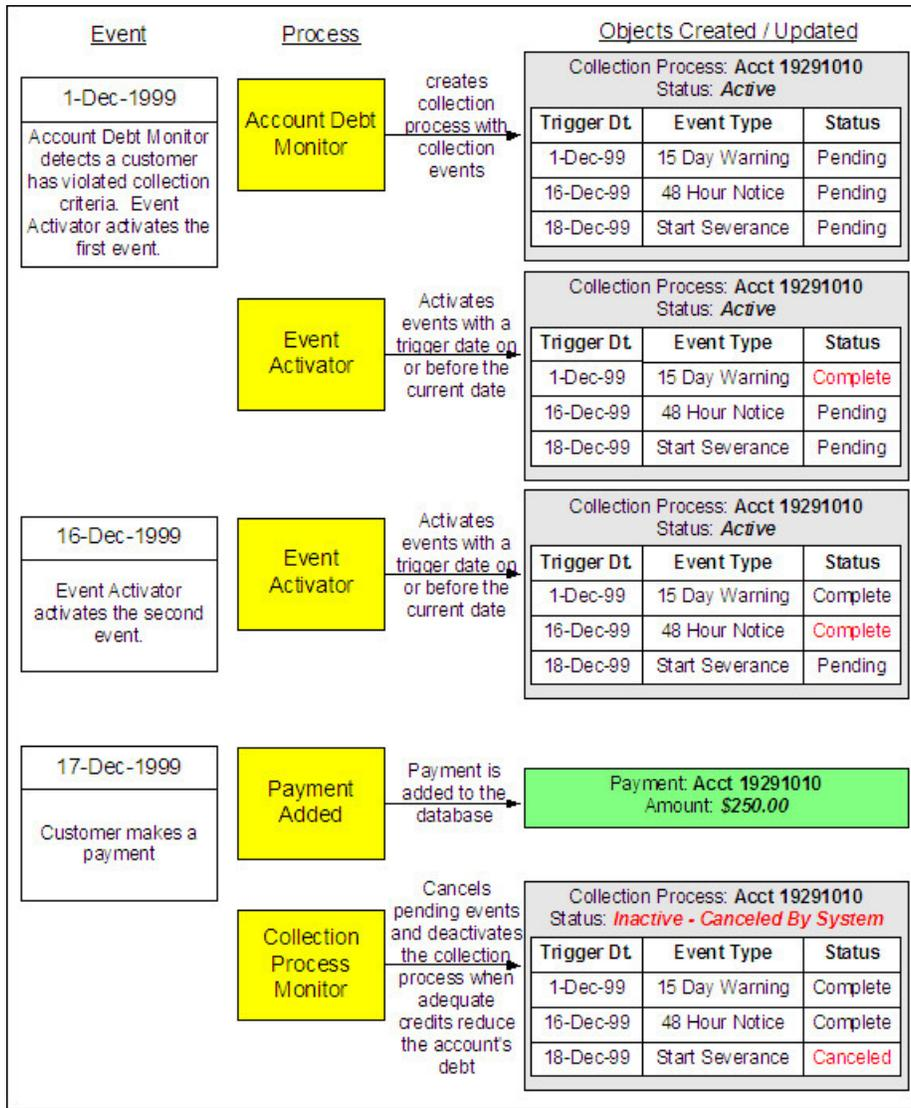 Event
Process
Objects Created / Updated
1-Dec-1999
Account Debt Monitor
detects a customer
has violated collection
criteria. Event
Activator activates the
first event.
Account Debt
Monitor
creates
collection
process with
collection
events
Collection Process: Acct 19291010
Status: Active
Trigger Dt. Event Type Status
1-Dec-99 15 Day Warning Pending
16-Dec-99 48 Hour Notice Pending
18-Dec-99 Start Severance Pending
Event
Activator
Activates
events with a
trigger date on
or before the
current date
Collection Process: Acct 19291010
Status: Active
Trigger Dt. Event Type Status
1-Dec-99 15 Day Warning Complete
16-Dec-99 48 Hour Notice Pending
18-Dec-99 Start Severance Pending
16-Dec-1999
Event Activator
activates the second
event.
Event
Activator
Activates
events with a
trigger date on
or before the
current date
Collection Process: Acct 19291010
Status: Active
Trigger Dt. Event Type Status
1-Dec-99 15 Day Warning Complete
16-Dec-99 48 Hour Notice Complete
18-Dec-99 Start Severance Pending
17-Dec-1999
Customer makes a
payment
Payment
Added
Payment is
added to the
database
Payment: Acct 19291010
Amount: $250.00
Collection
Process
Monitor
Cancels
pending events
and deactivates
the collection
process when
adequate
credits reduce
the account's
debt
Collection Process: Acct 19291010
Status: Inactive - Canceled By System
Trigger Dt. Event Type Status
1-Dec-99 15 Day Warning Complete
16-Dec-99 48 Hour Notice Complete
18-Dec-99 Start Severance Canceled